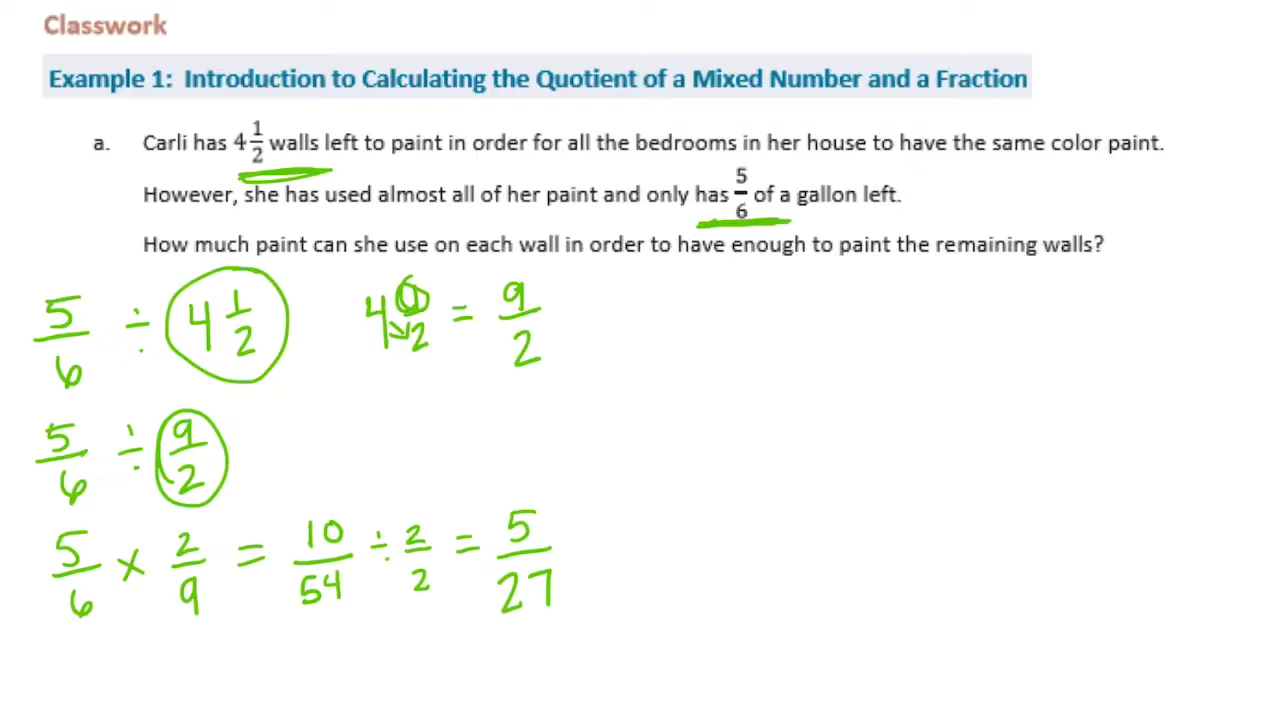 Classwork
Example 1: Introduction to Calculating the Quotient of a Mixed Number and a Fraction
a. Carli has 4 1/2 walls left to paint in order for all the bedrooms in her house to have the same color paint.
However, she has used almost all of her paint and only has 5/6 of a gallon left.
How much paint can she use on each wall in order to have enough to paint the remaining walls?
5/6 ÷ 4 1/2
4 1/2 = 9/2
5/6 ÷ 9/2
5/6 × 2/9 = 10/54 ÷ 2/2 = 5/27